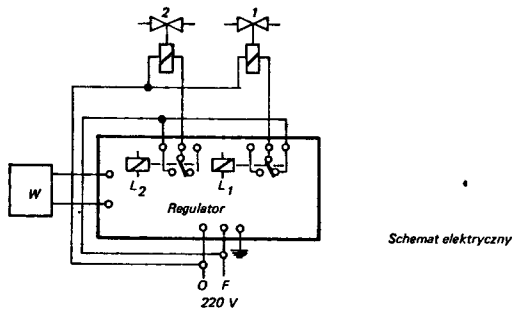 2 1
L2 L1
W
Regulator
Schemat elektryczny
O F
220 V